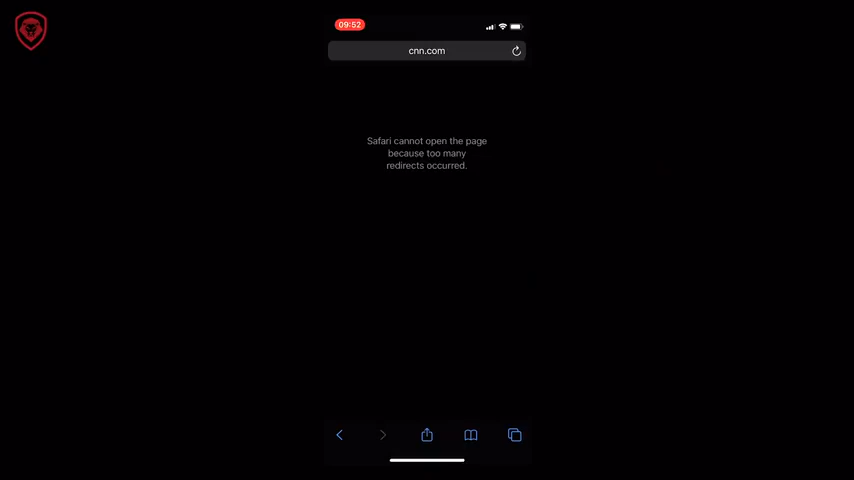 09:52
cnn.com
Safari cannot open the page
because too many
redirects occurred.